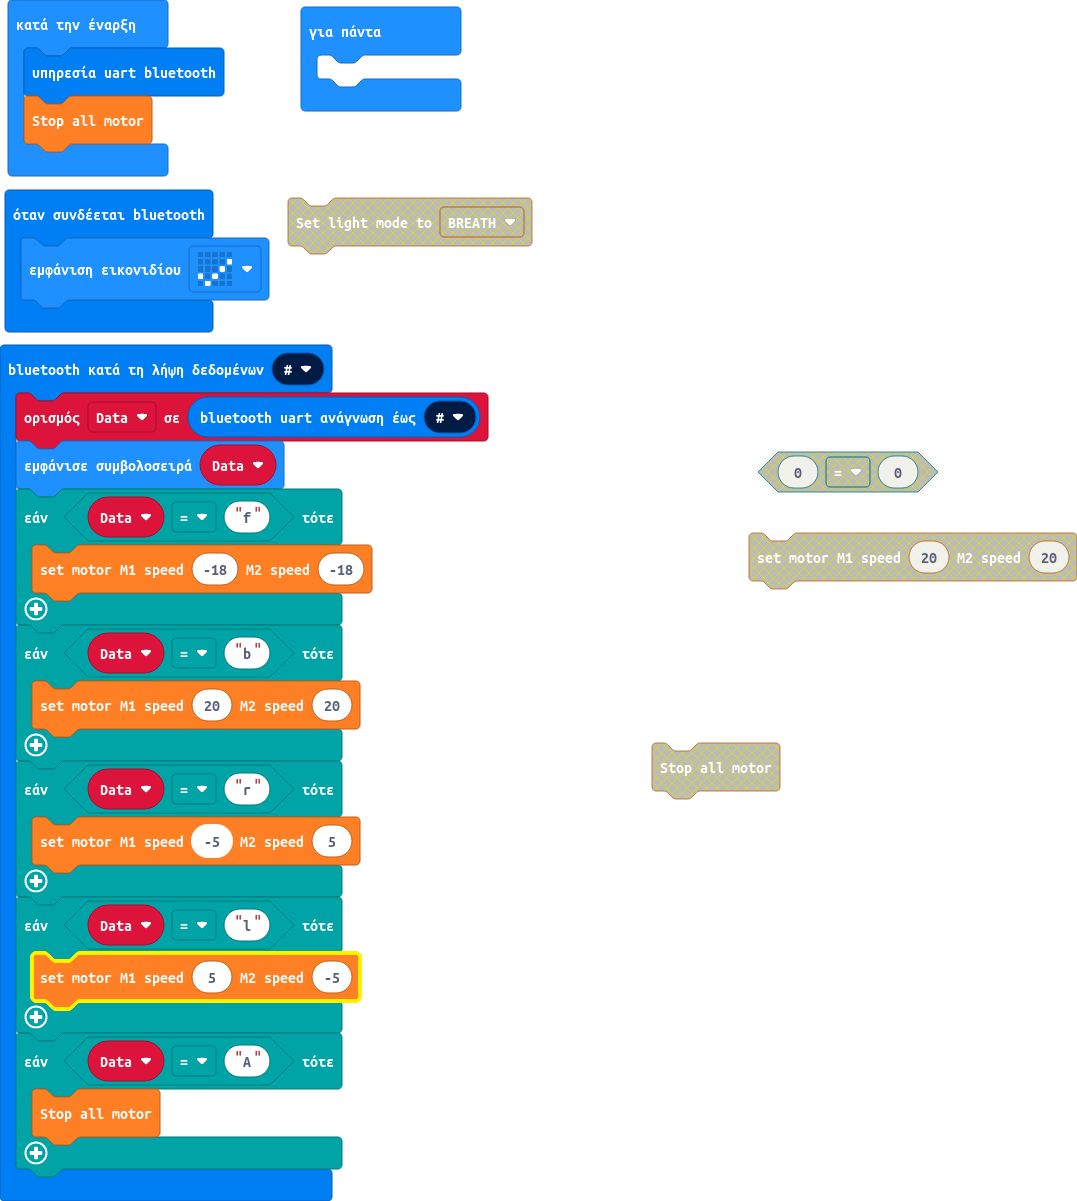 κατά την έναρξη
υπηρεσία uart bluetooth
Stop all motor
για πάντα
όταν συνδέεται bluetooth
εμφάνιση εικονιδίου
Set light mode to BREATH
bluetooth κατά τη λήψη δεδομένων #
ορισμός Data σε bluetooth uart ανάγνωση έως #
εμφάνισε συμβολοσειρά Data
εάν Data = "f" τότε
set motor M1 speed -18 M2 speed -18
εάν Data = "b" τότε
set motor M1 speed 20 M2 speed 20
εάν Data = "r" τότε
set motor M1 speed -5 M2 speed 5
εάν Data = "l" τότε
set motor M1 speed 5 M2 speed -5
εάν Data = "A" τότε
Stop all motor
0 = 0
set motor M1 speed 20 M2 speed 20
Stop all motor